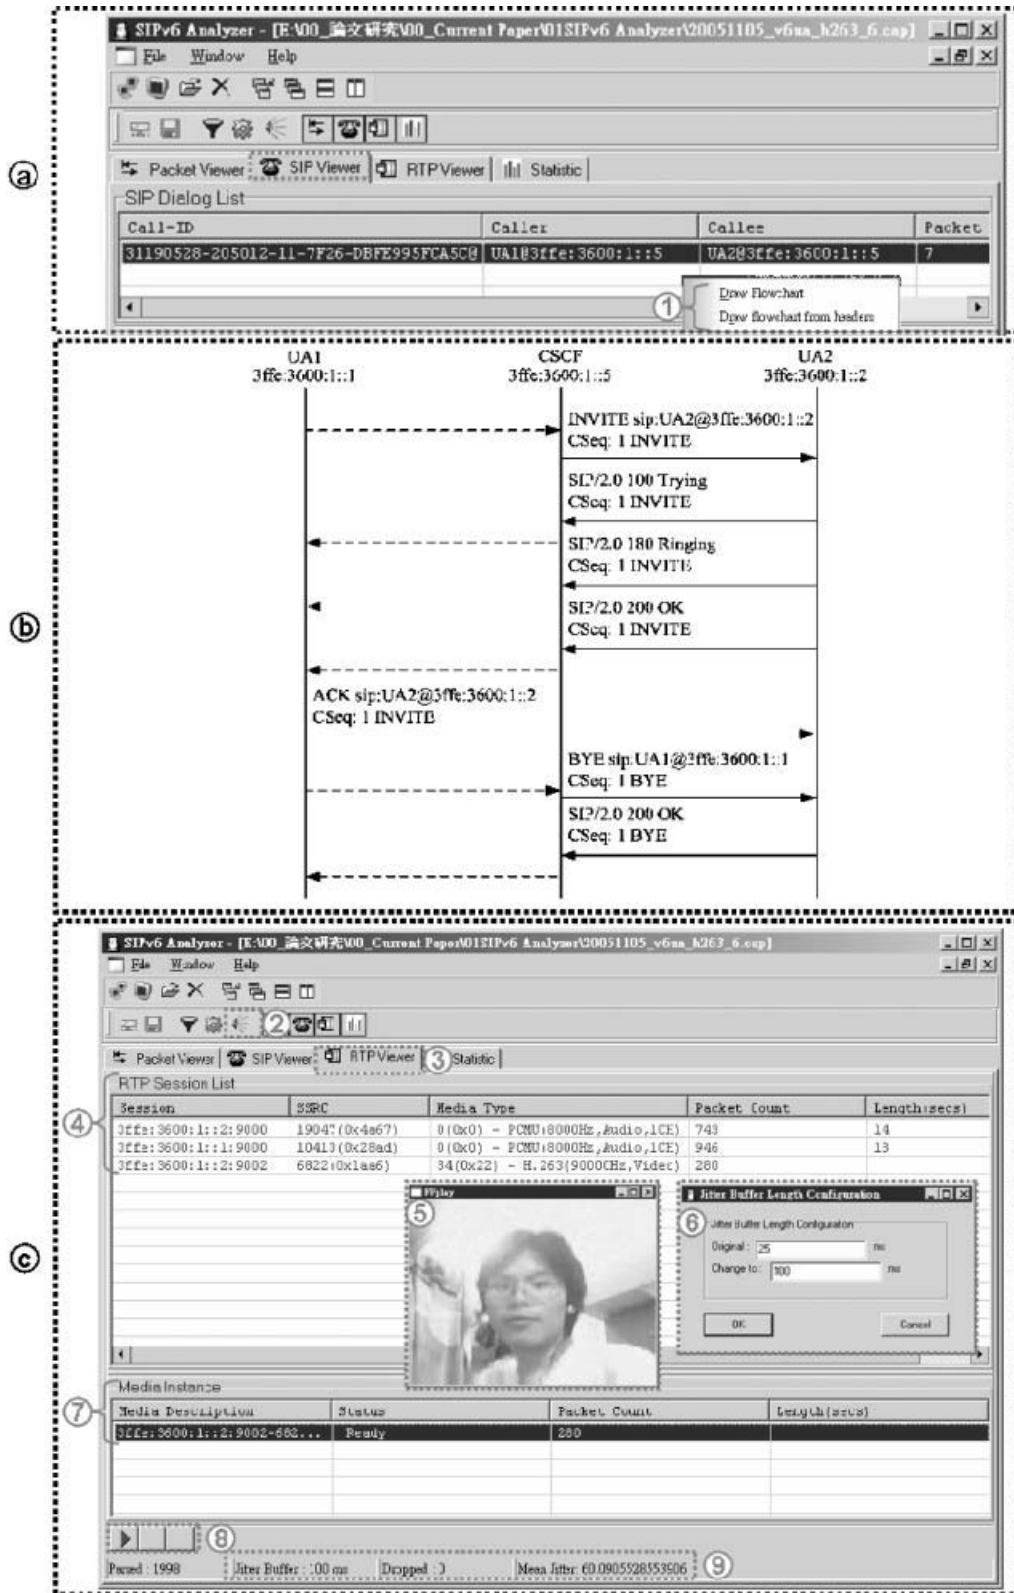 SIPv6 Analyzer - [E:\00_論文研究\00_Current Paper\01SIPv6 Analyzer\20051105_v6ua_h263_6.cap]
File Window Help
Packet Viewer SIP Viewer RTP Viewer Statistic
a
SIP Dialog List
Call-ID Caller Callee Packet
31190528-205012-11-7F26-DBFE995FCA5C@ UA1@3ffe:3600:1::5 UA2@3ffe:3600:1::5 7
1
Draw Flowchart
Draw flowchart from headers
UA1 CSCF UA2
3ffe:3600:1::1 3ffe:3600:1::5 3ffe:3600:1::2
INVITE sip:UA2@3ffe:3600:1::2
CSeq: 1 INVITE
SIP/2.0 100 Trying
CSeq: 1 INVITE
SIP/2.0 180 Ringing
CSeq: 1 INVITE
b
SIP/2.0 200 OK
CSeq: 1 INVITE
ACK sip:UA2@3ffe:3600:1::2
CSeq: 1 INVITE
BYE sip:UA1@3ffe:3600:1::1
CSeq: 1 BYE
SIP/2.0 200 OK
CSeq: 1 BYE
SIPv6 Analyzer - [E:\00_論文研究\00_Current Paper\01SIPv6 Analyzer\20051105_v6ua_h263_6.cap]
File Window Help
2
Packet Viewer SIP Viewer RTP Viewer 3 Statistic
RTP Session List
4
Session SSRC Media Type Packet Count Length(secs)
3ffe:3600:1::2:9000 19047(0x4a67) 0(0x0) - PCMU(8000Hz,Audio,1CH) 743 14
3ffe:3600:1::1:9000 10413(0x28ad) 0(0x0) - PCMU(8000Hz,Audio,1CH) 946 13
3ffe:3600:1::2:9002 6822(0x1aa6) 34(0x22) - H.263(90000Hz,Video) 280
FFplay
5
Jitter Buffer Length Configuration
6
Jitter Buffer Length Configuration
Original : 25 ms
Change to : 100 ms
OK Cancel
c
Media Instance
7
Media Description Status Packet Count Length(secs)
3ffe:3600:1::2:9002-682... Ready 280
8
Parsed : 1998 Jitter Buffer : 100 ms Dropped : 0 Mean Jitter: 60.0905528553506 9